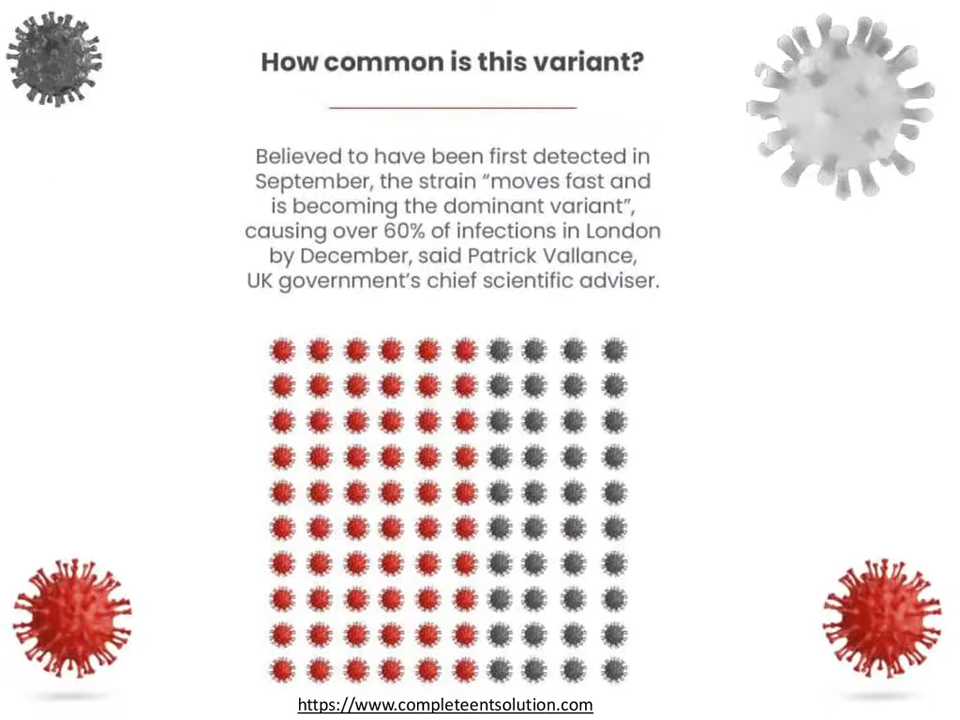 How common is this variant?
Believed to have been first detected in
September, the strain “moves fast and
is becoming the dominant variant”,
causing over 60% of infections in London
by December, said Patrick Vallance,
UK government’s chief scientific adviser.
https://www.completeentsolution.com